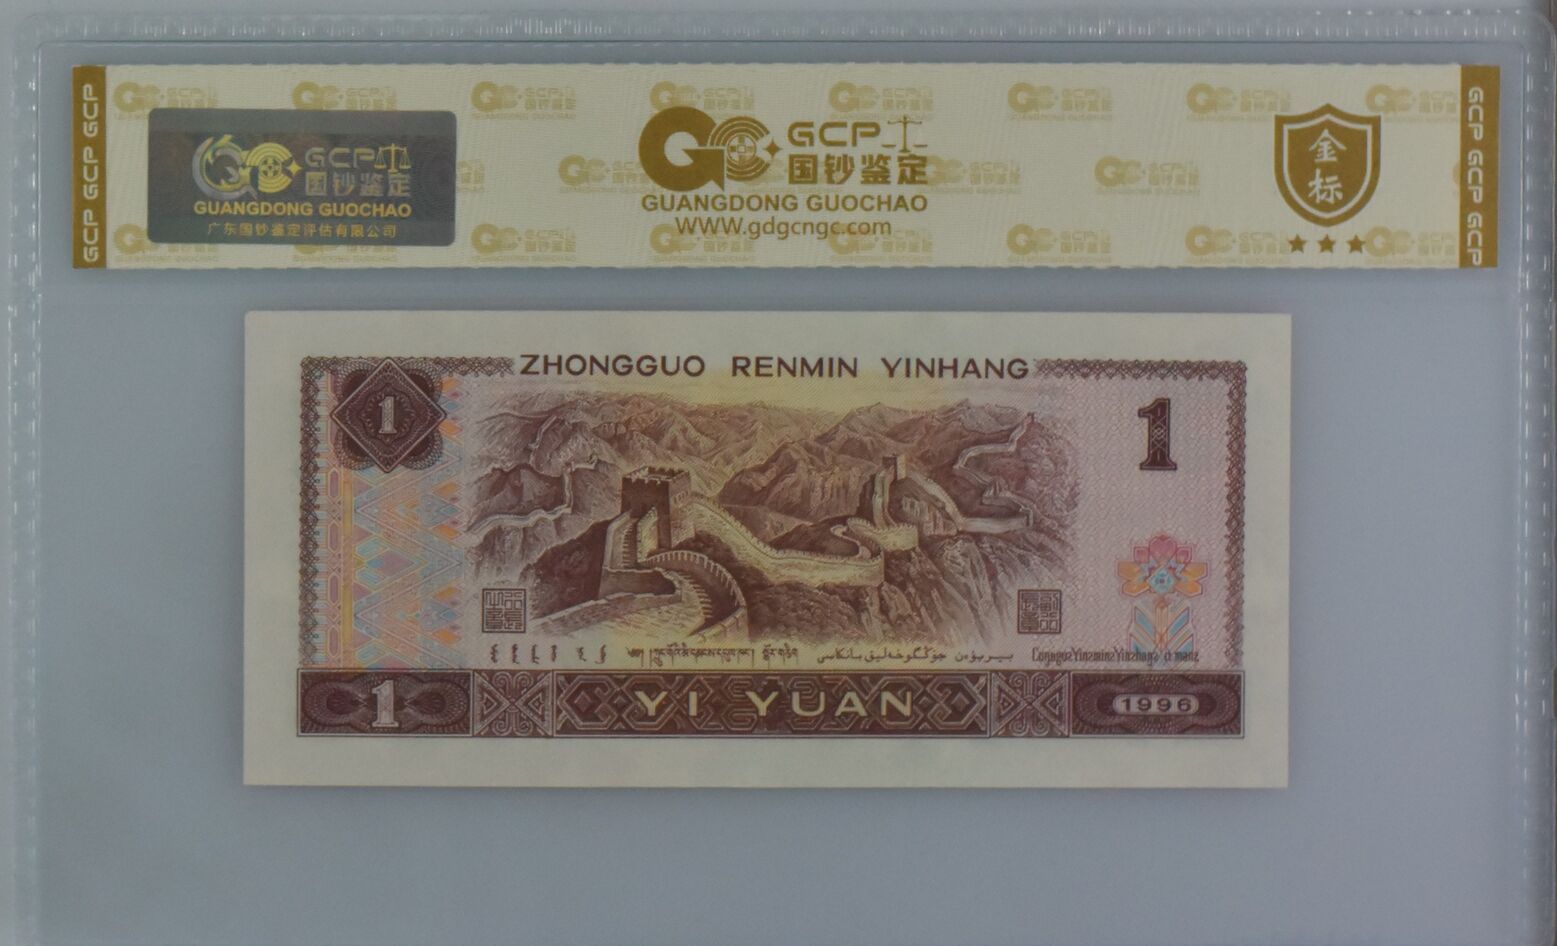 GCP GCP GCP
GCP
国钞鉴定
GUANGDONG GUOCHAO
广东国钞鉴定评估有限公司
GCP
国钞鉴定
GUANGDONG GUOCHAO
WWW.gdgcngc.com
金标
GCP GCP GCP
ZHONGGUO RENMIN YINHANG
1
1
1
YI YUAN
1996